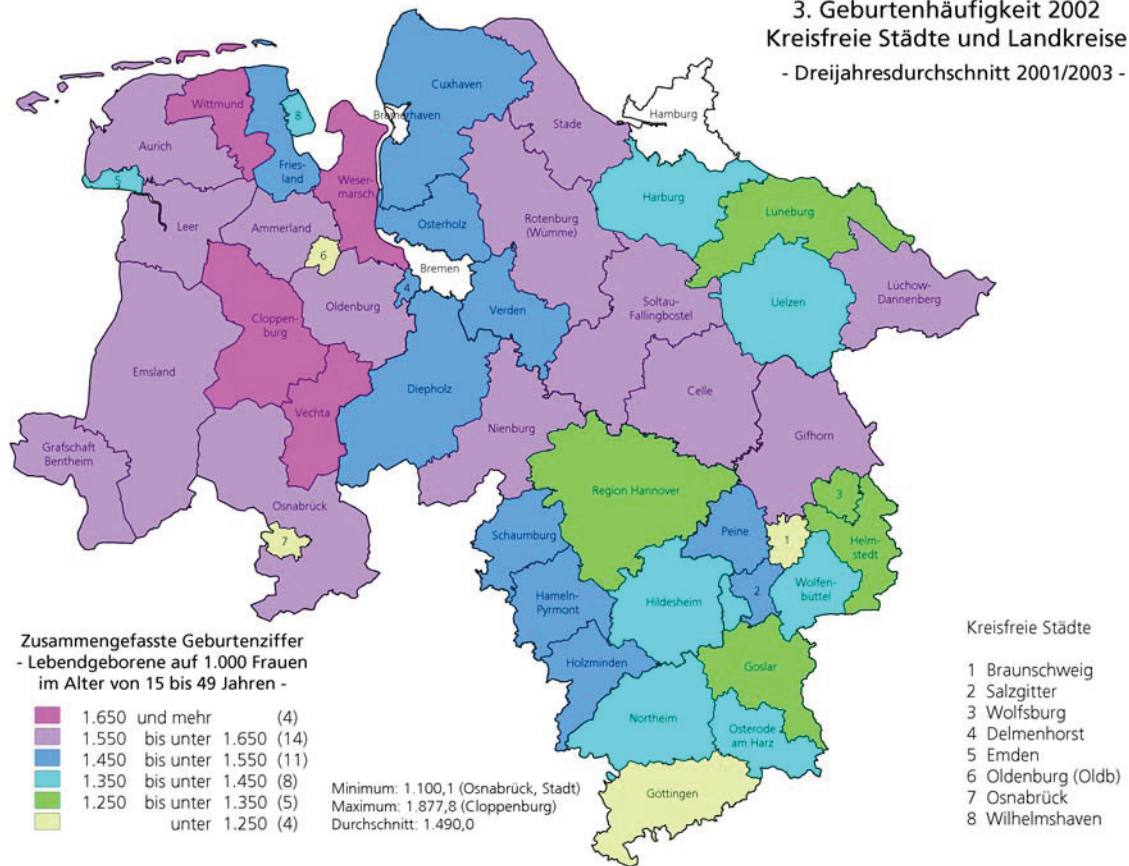 3. Geburtenhäufigkeit 2002
Kreisfreie Städte und Landkreise
- Dreijahresdurchschnitt 2001/2003 -
Cuxhaven
Wittmund
8
Bremerhaven
Stade
Hamburg
Aurich
Fries-
land
5
Weser-
marsch
Harburg
Lüneburg
Leer
Ammerland
Osterholz
Rotenburg
(Wümme)
6
Bremen
4
Lüchow-
Dannenberg
Oldenburg
Verden
Soltau-
Fallingbostel
Uelzen
Cloppen-
burg
Emsland
Diepholz
Celle
Vechta
Nienburg
Gifhorn
Grafschaft
Bentheim
Region Hannover
3
Osnabrück
7
Schaumburg
Peine
1
Helm-
stedt
2
Wolfen-
büttel
Hameln-
Pyrmont
Hildesheim
Holzminden
Goslar
Northeim
Osterode
am Harz
Göttingen
Zusammengefasste Geburtenziffer
- Lebendgeborene auf 1.000 Frauen
im Alter von 15 bis 49 Jahren -
1.650 und mehr (4)
1.550 bis unter 1.650 (14)
1.450 bis unter 1.550 (11)
1.350 bis unter 1.450 (8)
1.250 bis unter 1.350 (5)
unter 1.250 (4)
Minimum: 1.100,1 (Osnabrück, Stadt)
Maximum: 1.877,8 (Cloppenburg)
Durchschnitt: 1.490,0
Kreisfreie Städte
1 Braunschweig
2 Salzgitter
3 Wolfsburg
4 Delmenhorst
5 Emden
6 Oldenburg (Oldb)
7 Osnabrück
8 Wilhelmshaven